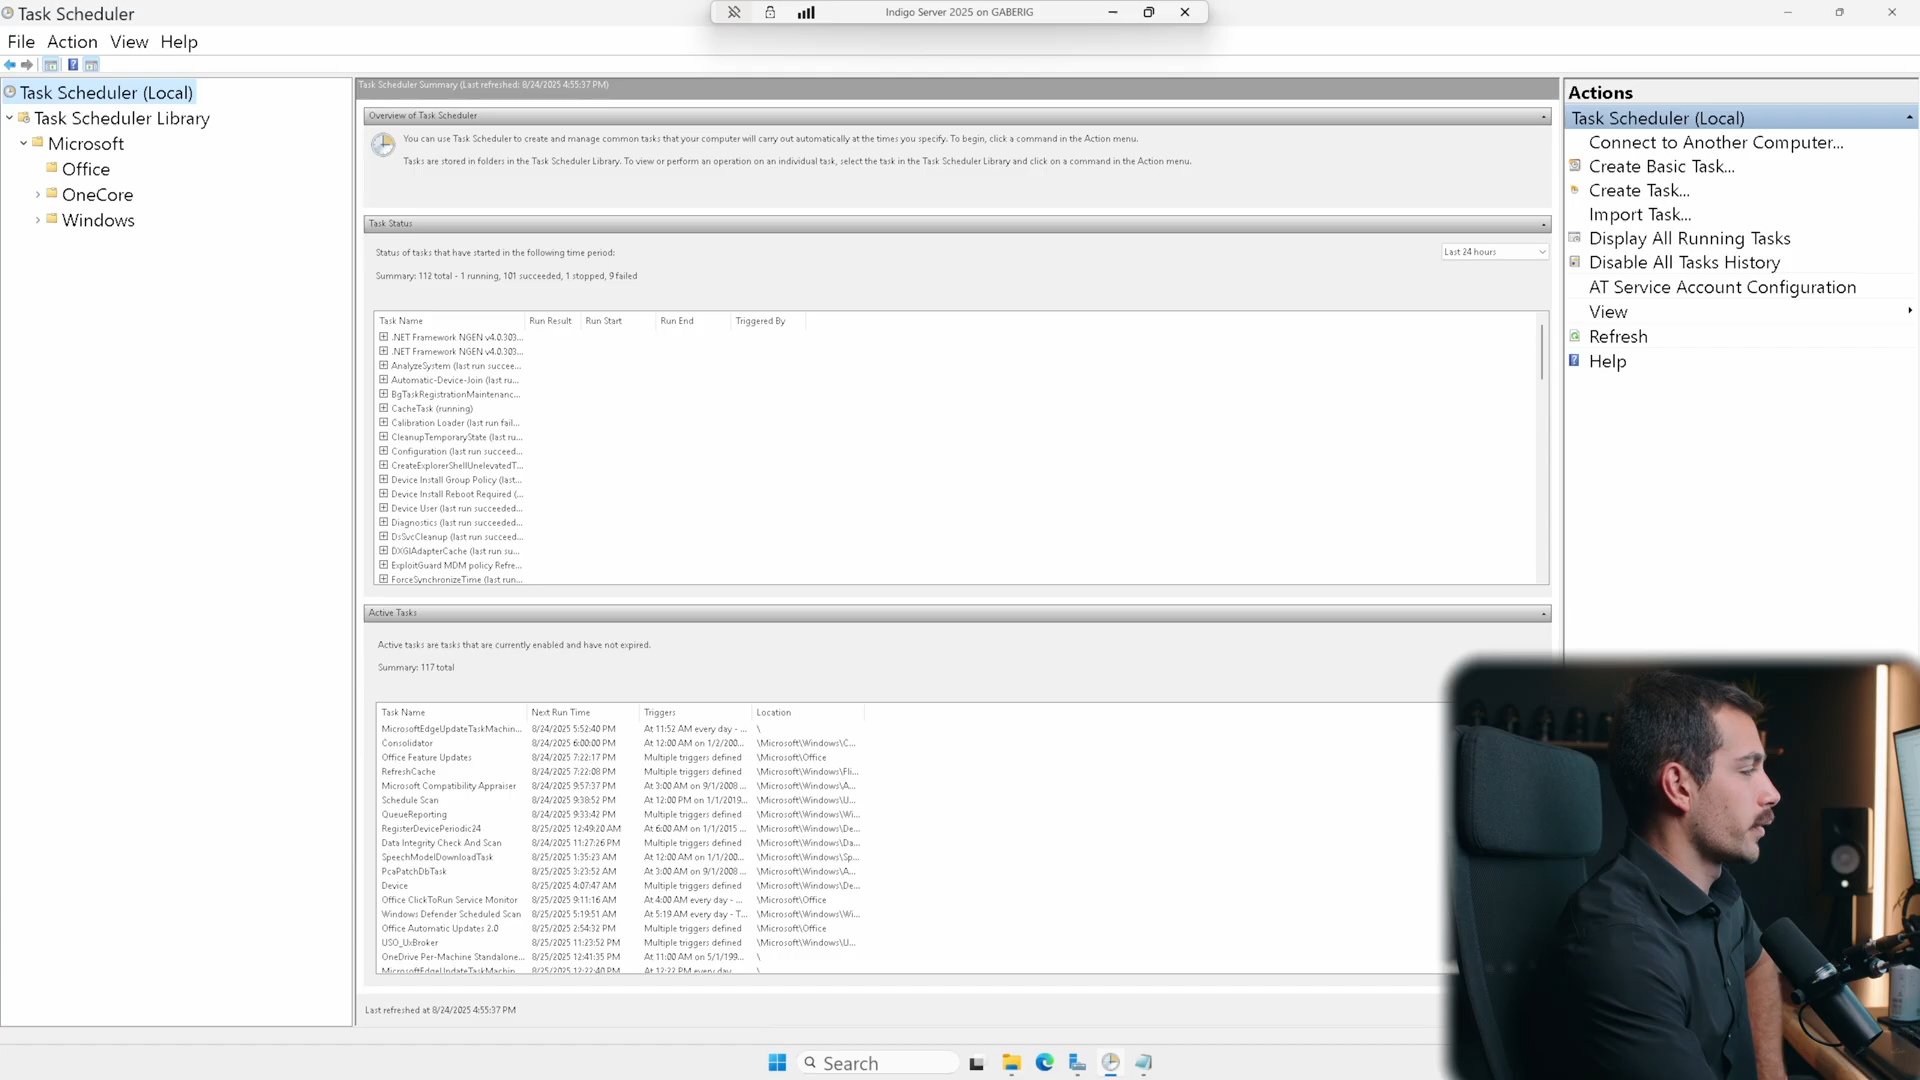 Task Scheduler
Indigo Server 2025 on GABERIG
File Action View Help
Task Scheduler (Local)
Task Scheduler Library
Microsoft
Office
OneCore
Windows
Task Scheduler Summary (Last refreshed: 8/24/2025 4:55:37 PM)
Overview of Task Scheduler
You can use Task Scheduler to create and manage common tasks that your computer will carry out automatically at the times you specify. To begin, click a command in the Action menu.
Tasks are stored in folders in the Task Scheduler Library. To view or perform an operation on an individual task, select the task in the Task Scheduler Library and click on a command in the Action menu.
Task Status
Status of tasks that have started in the following time period:
Last 24 hours
Summary: 112 total - 1 running, 101 succeeded, 1 stopped, 9 failed
Task Name Run Result Run Start Run End Triggered By
.NET Framework NGEN v4.0.303...
.NET Framework NGEN v4.0.303...
AnalyzeSystem (last run succee...
Automatic-Device-Join (last ru...
BgTaskRegistrationMaintenanc...
CacheTask (running)
Calibration Loader (last run fail...
CleanupTemporaryState (last ru...
Configuration (last run succeed...
CreateExplorerShellUnelevatedT...
Device Install Group Policy (last...
Device Install Reboot Required (...
Device User (last run succeeded...
Diagnostics (last run succeeded...
DsSvcCleanup (last run succeed...
DXGIAdapterCache (last run su...
ExploitGuard MDM policy Refre...
ForceSynchronizeTime (last run...
Active Tasks
Active tasks are tasks that are currently enabled and have not expired.
Summary: 117 total
Task Name Next Run Time Triggers Location
MicrosoftEdgeUpdateTaskMachin... 8/24/2025 5:52:40 PM At 11:52 AM every day - ... \
Consolidator 8/24/2025 6:00:00 PM At 12:00 AM on 1/2/200... \Microsoft\Windows\C...
Office Feature Updates 8/24/2025 7:22:17 PM Multiple triggers defined \Microsoft\Office
RefreshCache 8/24/2025 7:22:08 PM Multiple triggers defined \Microsoft\Windows\Fli...
Microsoft Compatibility Appraiser 8/24/2025 9:57:37 PM At 3:00 AM on 9/1/2008 ... \Microsoft\Windows\A...
Schedule Scan 8/24/2025 9:38:52 PM At 12:00 PM on 1/1/2019... \Microsoft\Windows\U...
QueueReporting 8/24/2025 9:33:42 PM Multiple triggers defined \Microsoft\Windows\Wi...
RegisterDevicePeriodic24 8/25/2025 12:49:20 AM At 6:00 AM on 1/1/2015 ... \Microsoft\Windows\De...
Data Integrity Check And Scan 8/24/2025 11:27:26 PM Multiple triggers defined \Microsoft\Windows\Da...
SpeechModelDownloadTask 8/25/2025 1:35:23 AM At 12:00 AM on 1/1/200... \Microsoft\Windows\Sp...
PcaPatchDbTask 8/25/2025 3:23:52 AM At 3:00 AM on 9/1/2008 ... \Microsoft\Windows\A...
Device 8/25/2025 4:07:47 AM Multiple triggers defined \Microsoft\Windows\De...
Office ClickToRun Service Monitor 8/25/2025 9:11:16 AM At 4:00 AM every day - ... \Microsoft\Office
Windows Defender Scheduled Scan 8/25/2025 5:19:51 AM At 5:19 AM every day - T... \Microsoft\Windows\Wi...
Office Automatic Updates 2.0 8/25/2025 2:54:32 PM Multiple triggers defined \Microsoft\Office
USO_UxBroker 8/25/2025 11:23:52 PM Multiple triggers defined \Microsoft\Windows\U...
OneDrive Per-Machine Standalone... 8/25/2025 12:41:35 PM At 11:00 AM on 5/1/199... \
MicrosoftEdgeUpdateTaskMachin... 8/25/2025 12:22:40 PM At 12:22 PM every day ... \
Last refreshed at 8/24/2025 4:55:37 PM
Actions
Task Scheduler (Local)
Connect to Another Computer...
Create Basic Task...
Create Task...
Import Task...
Display All Running Tasks
Disable All Tasks History
AT Service Account Configuration
View
Refresh
Help
Search